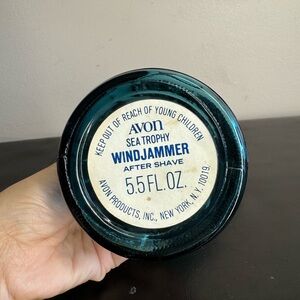 KEEP OUT OF REACH OF YOUNG CHILDREN
AVON
SEA TROPHY
WINDJAMMER
AFTER SHAVE
5.5 FL. OZ.
AVON PRODUCTS, INC., NEW YORK, N.Y. 10019